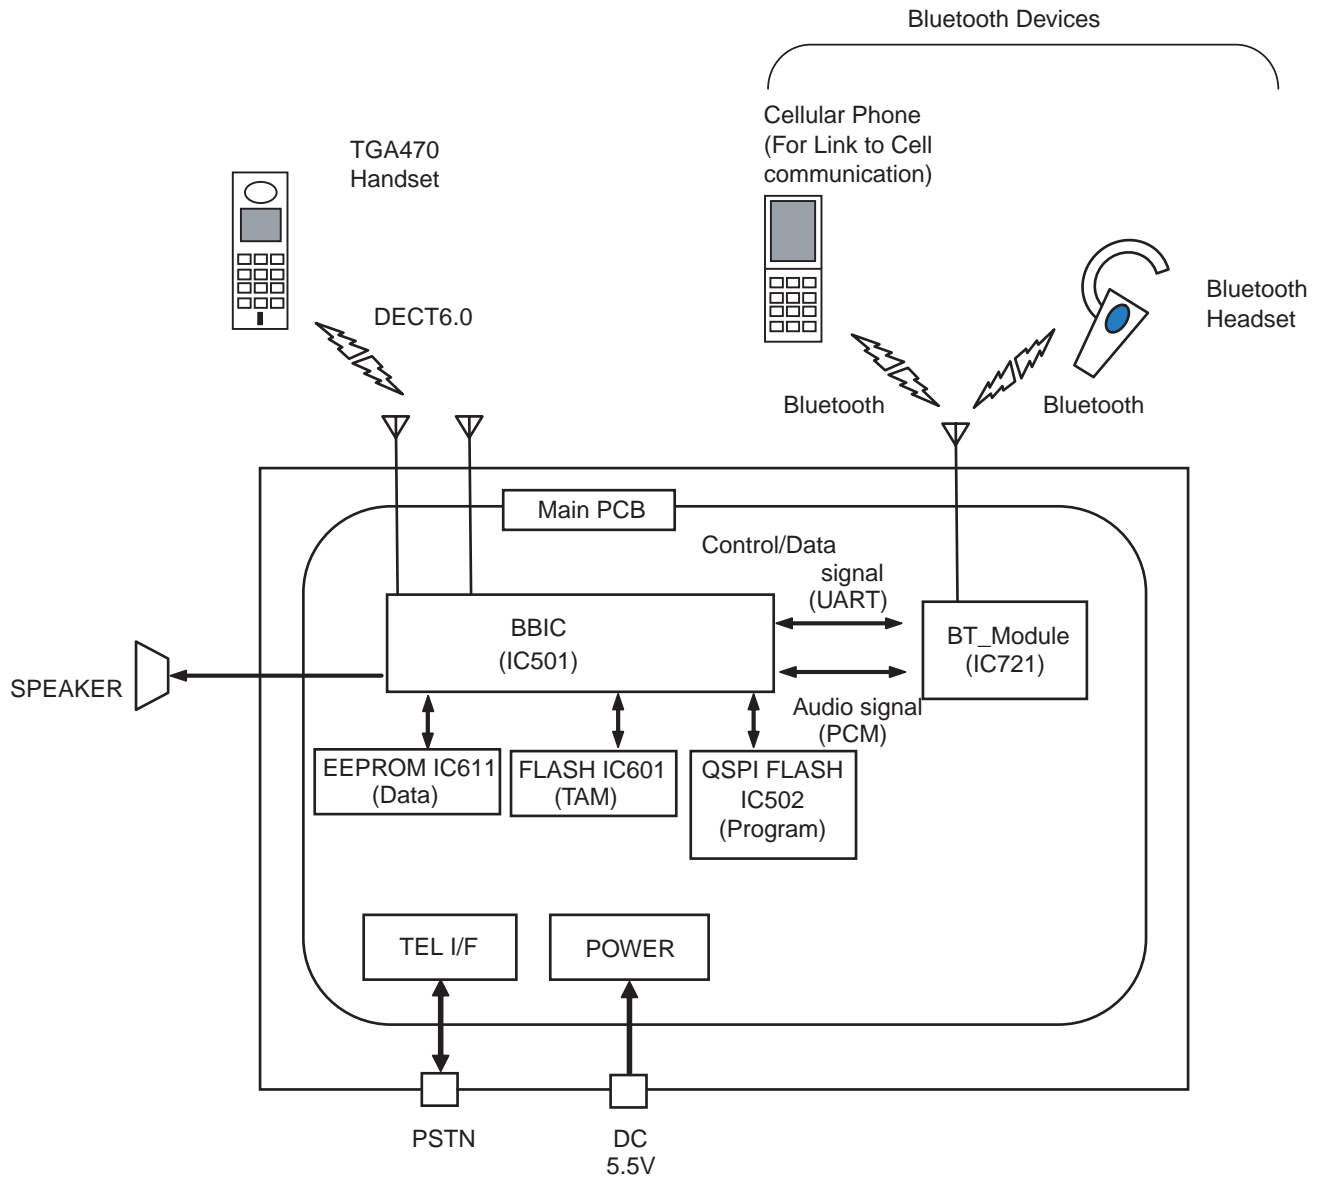 Bluetooth Devices
Cellular Phone
(For Link to Cell
communication)
TGA470
Handset
DECT6.0
Bluetooth
Headset
Bluetooth
Bluetooth
Main PCB
Control/Data
signal
(UART)
BBIC
(IC501)
BT_Module
(IC721)
SPEAKER
Audio signal
(PCM)
EEPROM IC611
(Data)
FLASH IC601
(TAM)
QSPI FLASH
IC502
(Program)
TEL I/F
POWER
PSTN
DC
5.5V